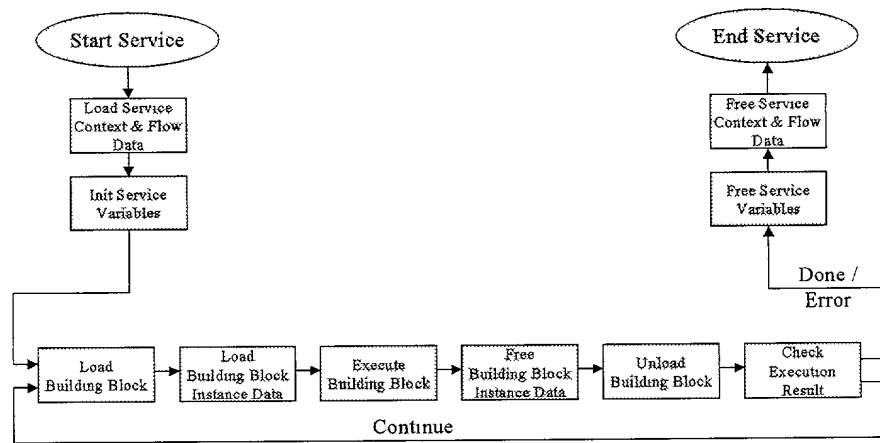 Start Service
End Service
Load Service
Context & Flow
Data
Free Service
Context & Flow
Data
Init Service
Variables
Free Service
Variables
Done /
Error
Load
Building Block
Load
Building Block
Instance Data
Execute
Building Block
Free
Building Block
Instance Data
Unload
Building Block
Check
Execution
Result
Continue